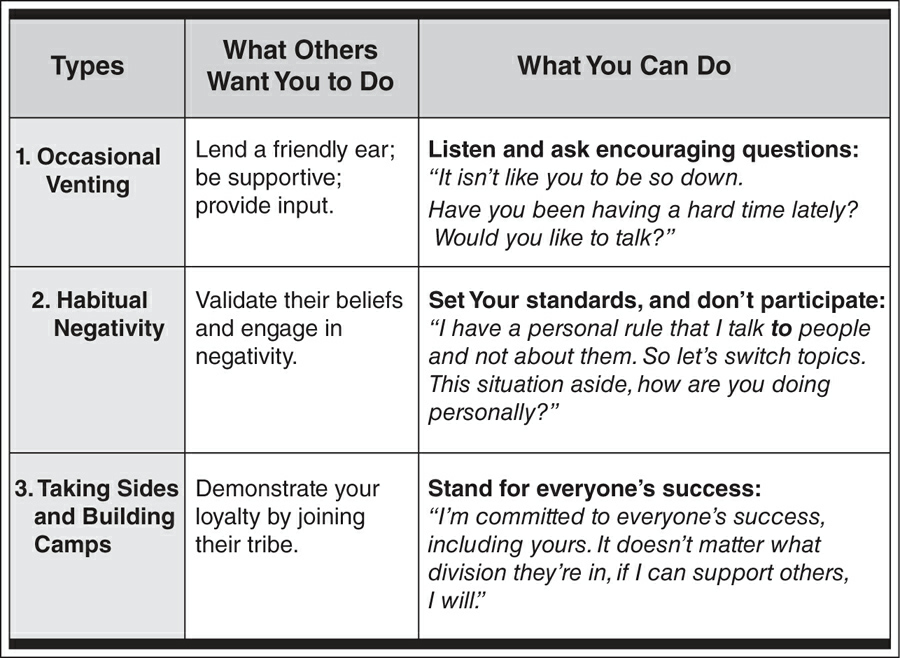 Types
What Others
Want You to Do
What You Can Do
1. Occasional
Venting
Lend a friendly ear;
be supportive;
provide input.
Listen and ask encouraging questions:
“It isn’t like you to be so down.
Have you been having a hard time lately?
Would you like to talk?”
2. Habitual
Negativity
Validate their beliefs
and engage in
negativity.
Set Your standards, and don’t participate:
“I have a personal rule that I talk to people
and not about them. So let’s switch topics.
This situation aside, how are you doing
personally?”
3. Taking Sides
and Building
Camps
Demonstrate your
loyalty by joining
their tribe.
Stand for everyone’s success:
“I’m committed to everyone’s success,
including yours. It doesn’t matter what
division they’re in, if I can support others,
I will.”